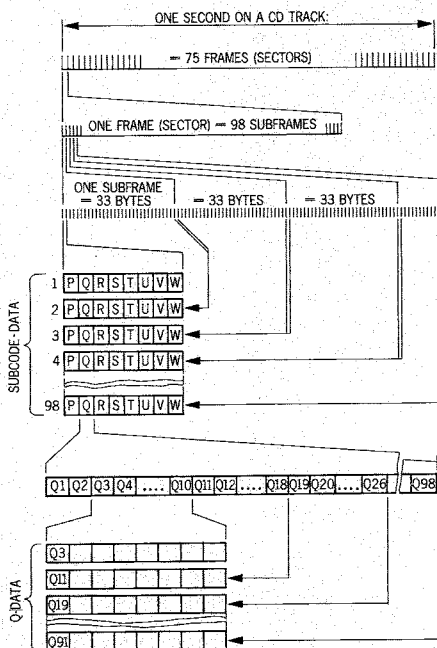 ONE SECOND ON A CD TRACK:
= 75 FRAMES (SECTORS)
ONE FRAME (SECTOR) = 98 SUBFRAMES
ONE SUBFRAME
= 33 BYTES
= 33 BYTES
= 33 BYTES
SUBCODE-DATA
1 P Q R S T U V W
2 P Q R S T U V W
3 P Q R S T U V W
4 P Q R S T U V W
98 P Q R S T U V W
Q1 Q2 Q3 Q4 .... Q10 Q11 Q12 .... Q18 Q19 Q20 .... Q26 Q98
Q-DATA
Q3
Q11
Q19
Q91